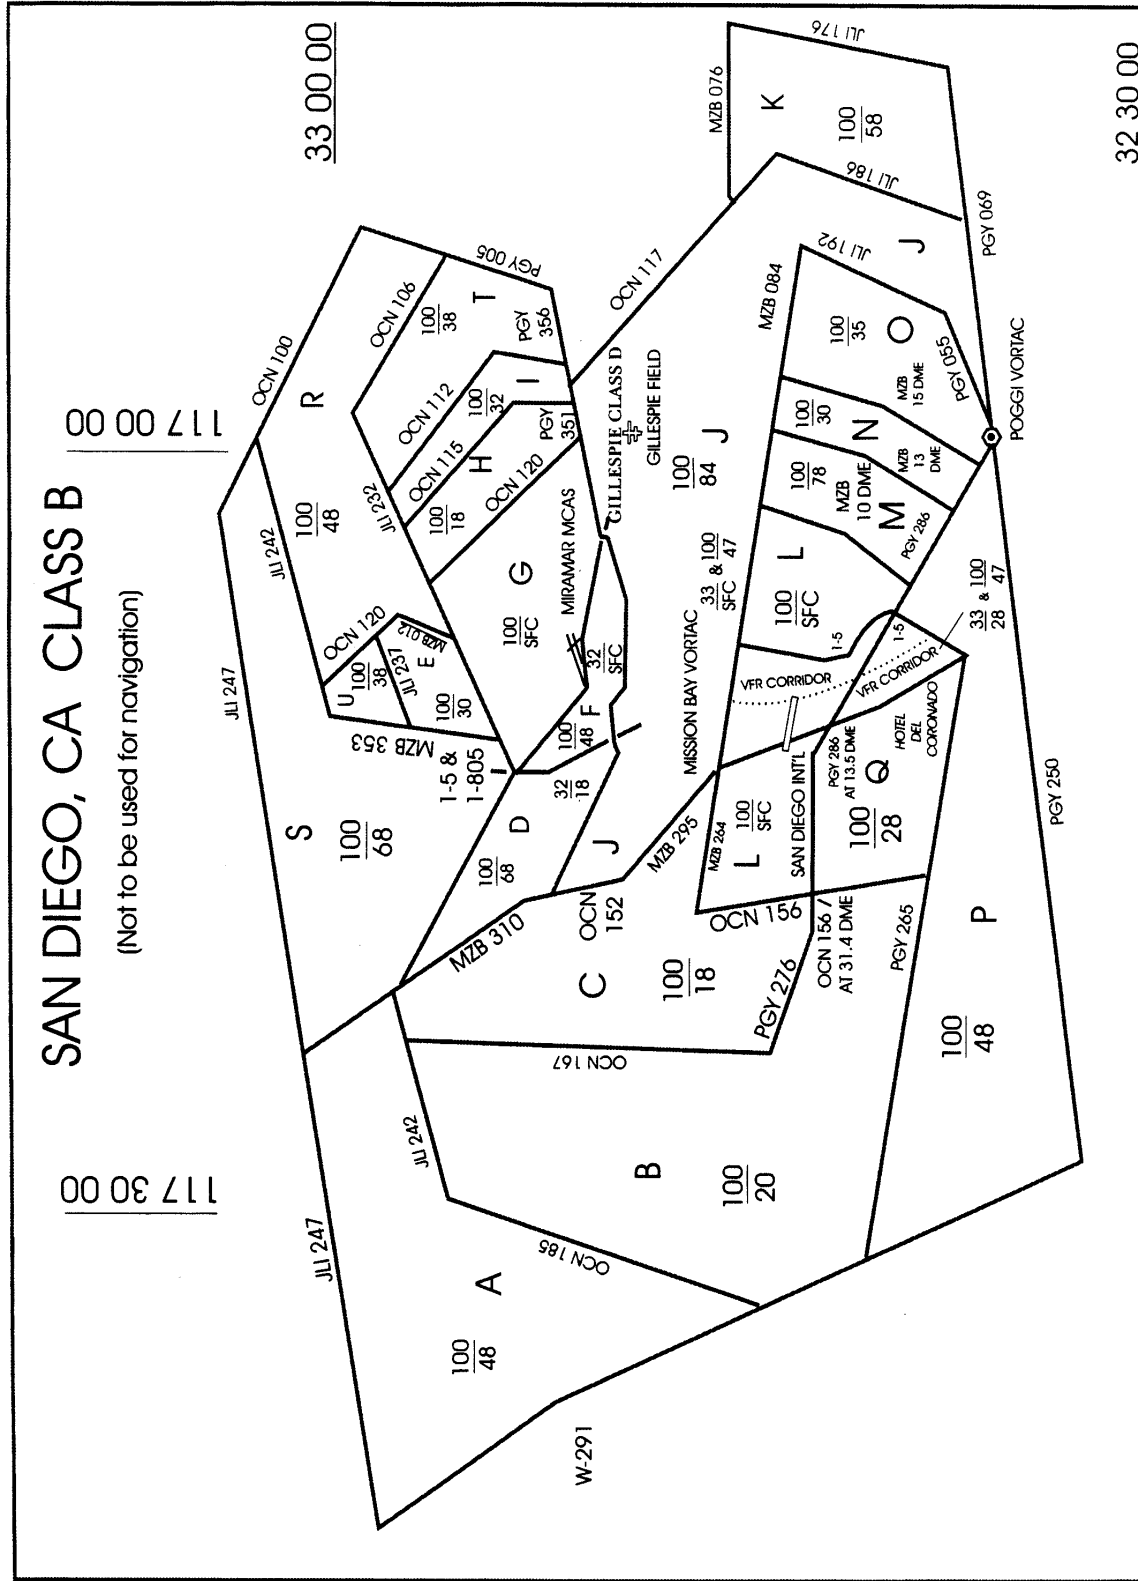 SAN DIEGO, CA CLASS B
(Not to be used for navigation)
117 30 00
117 00 00
33 00 00
32 30 00
JLI 247
JLI 247
W-291
A
100
48
JLI 242
OCN 185
B
100
20
OCN 167
C
100
18
PGY 276
MZB 310
OCN
152
MZB 295
S
100
68
JLI 242
OCN 100
R
100
48
OCN 106
JLI 232
PGY 005
T
100
38
PGY
356
OCN 112
I
100
32
OCN 115
PGY
351
H
100
18
OCN 120
OCN 120
U
100
38
JLI 237
MZB 012
E
100
30
MZB 353
1-5 &
1-805
D
100
68
32
18
J
F
100
48
32
SFC
G
100
SFC
MIRAMAR MCAS
GILLESPIE CLASS D
GILLESPIE FIELD
OCN 117
J
100
84
MISSION BAY VORTAC
33
SFC
&
100
47
MZB 084
MZB 076
JLI 176
K
100
58
JLI 186
J
JLI 192
PGY 069
O
100
35
MZB
15 DME
PGY 055
N
100
30
MZB
13
DME
M
100
78
MZB
10 DME
PGY 286
L
100
SFC
1-5
1-5
VFR CORRIDOR
VFR CORRIDOR
33
28
&
100
47
POGGI VORTAC
MZB 264
L
100
SFC
SAN DIEGO INT'L
OCN 156
OCN 156 /
AT 31.4 DME
PGY 286
AT 13.5 DME
Q
100
28
HOTEL
DEL
CORONADO
PGY 265
P
100
48
PGY 250